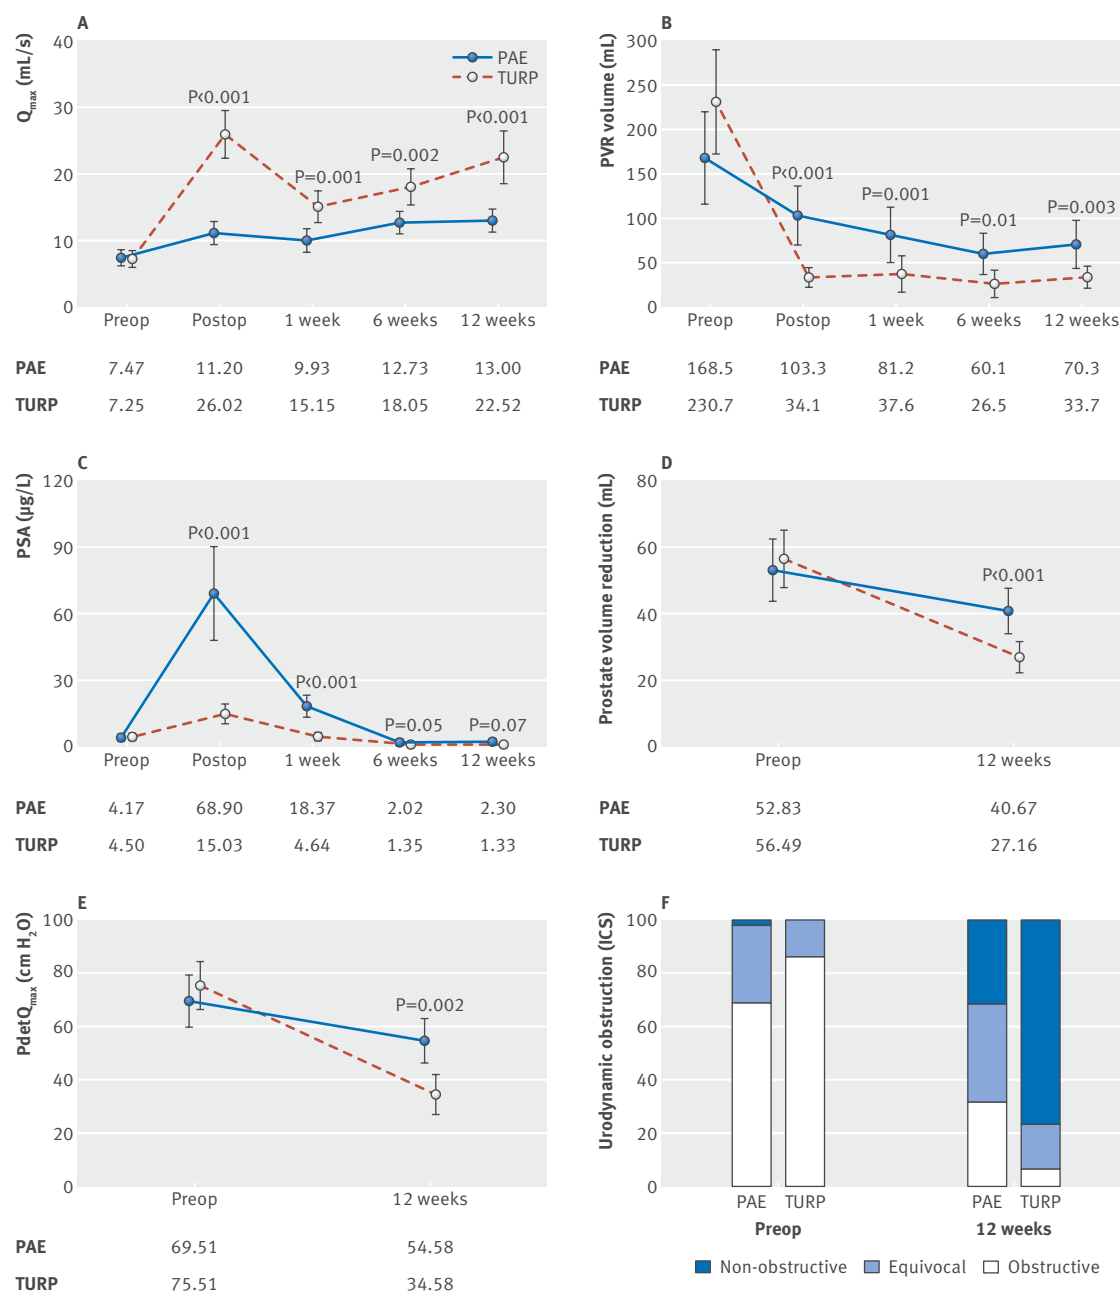 A
Q max (mL/s)
40
30
20
10
0
PAE
TURP
P<0.001
P=0.001
P=0.002
P<0.001
Preop Postop 1 week 6 weeks 12 weeks
PAE 7.47 11.20 9.93 12.73 13.00
TURP 7.25 26.02 15.15 18.05 22.52
B
PVR volume (mL)
300
250
200
150
100
50
0
P<0.001
P=0.001
P=0.01
P=0.003
Preop Postop 1 week 6 weeks 12 weeks
PAE 168.5 103.3 81.2 60.1 70.3
TURP 230.7 34.1 37.6 26.5 33.7
C
PSA (µg/L)
120
90
60
30
0
P<0.001
P<0.001
P=0.05
P=0.07
Preop Postop 1 week 6 weeks 12 weeks
PAE 4.17 68.90 18.37 2.02 2.30
TURP 4.50 15.03 4.64 1.35 1.33
D
Prostate volume reduction (mL)
80
60
40
20
0
P<0.001
Preop 12 weeks
PAE 52.83 40.67
TURP 56.49 27.16
E
PdetQ max (cm H2O)
100
80
60
40
20
0
P=0.002
Preop 12 weeks
PAE 69.51 54.58
TURP 75.51 34.58
F
Urodynamic obstruction (ICS)
100
80
60
40
20
0
PAE TURP PAE TURP
Preop 12 weeks
Non-obstructive Equivocal Obstructive